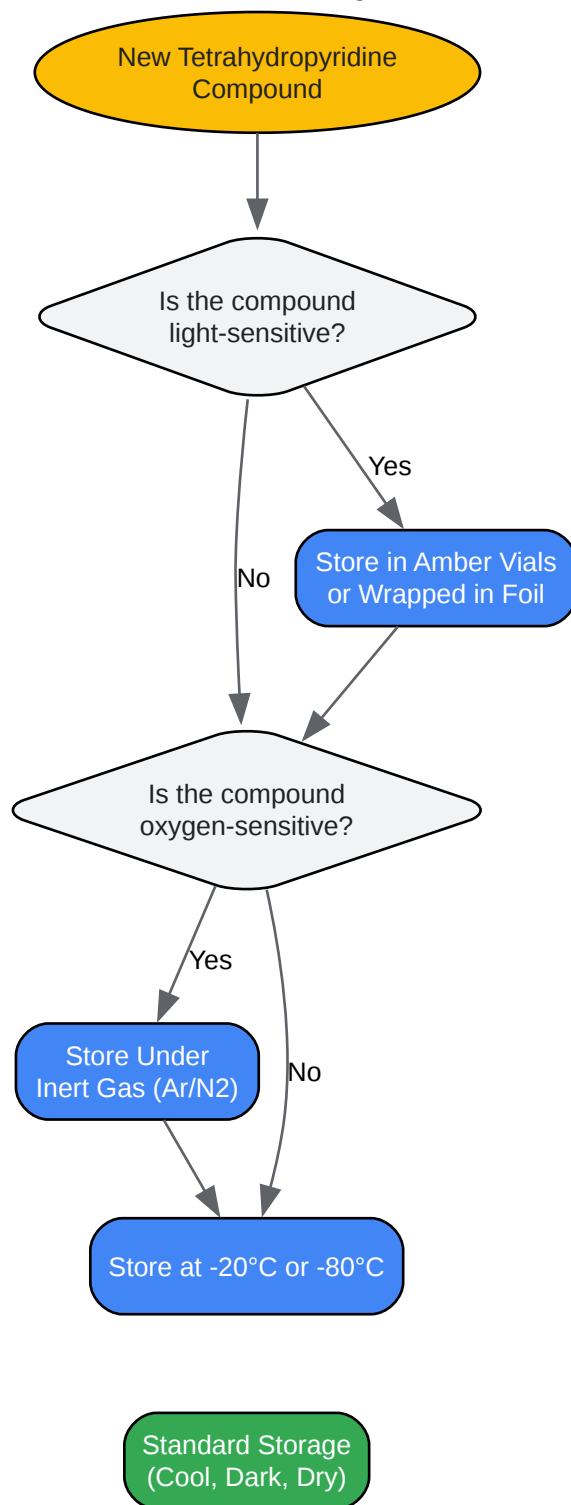 New Tetrahydropyridine
Compound
Is the compound
light-sensitive?
Yes
Store in Amber Vials
or Wrapped in Foil
No
Is the compound
oxygen-sensitive?
Yes
Store Under
Inert Gas (Ar/N2)
No
Store at -20°C or -80°C
Standard Storage
(Cool, Dark, Dry)